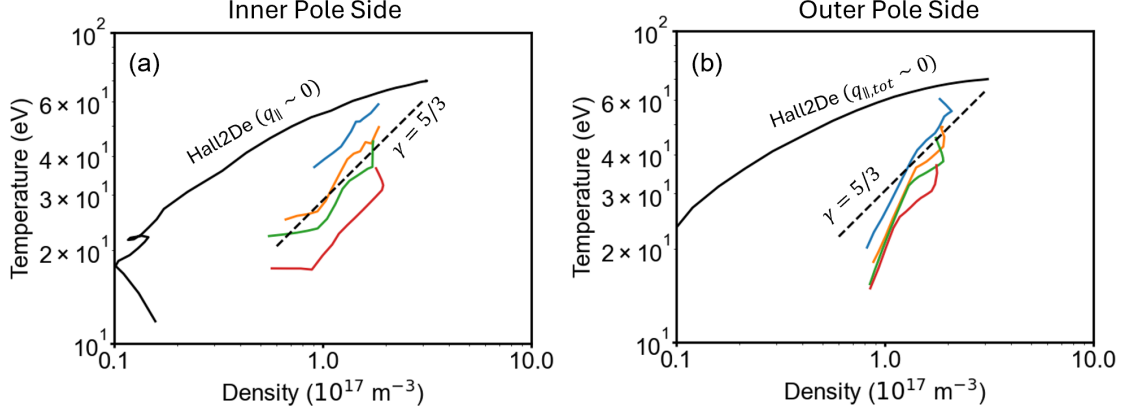 Inner Pole Side
(a)
Hall2De (q∥ ~ 0)
γ = 5/3
10²
6 × 10¹
4 × 10¹
3 × 10¹
2 × 10¹
10¹
Temperature (eV)
0.1
1.0
10.0
Density (10¹⁷ m⁻³)
Outer Pole Side
(b)
Hall2De (q∥,tot ~ 0)
γ = 5/3
10²
6 × 10¹
4 × 10¹
3 × 10¹
2 × 10¹
10¹
Temperature (eV)
0.1
1.0
10.0
Density (10¹⁷ m⁻³)